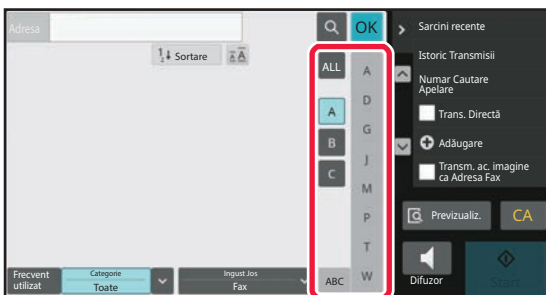 Adresa
OK
Sortare
ALL
A
B
C
ABC
A
D
G
J
M
P
T
W
Frecvent
utilizat
Categorie
Toate
Ingust Jos
Fax
Sarcini recente
Istoric Transmisii
Numar Cautare
Apelare
Trans. Directă
Adăugare
Transm. ac. imagine
ca Adresa Fax
Previzualiz.
CA
Difuzor
Start